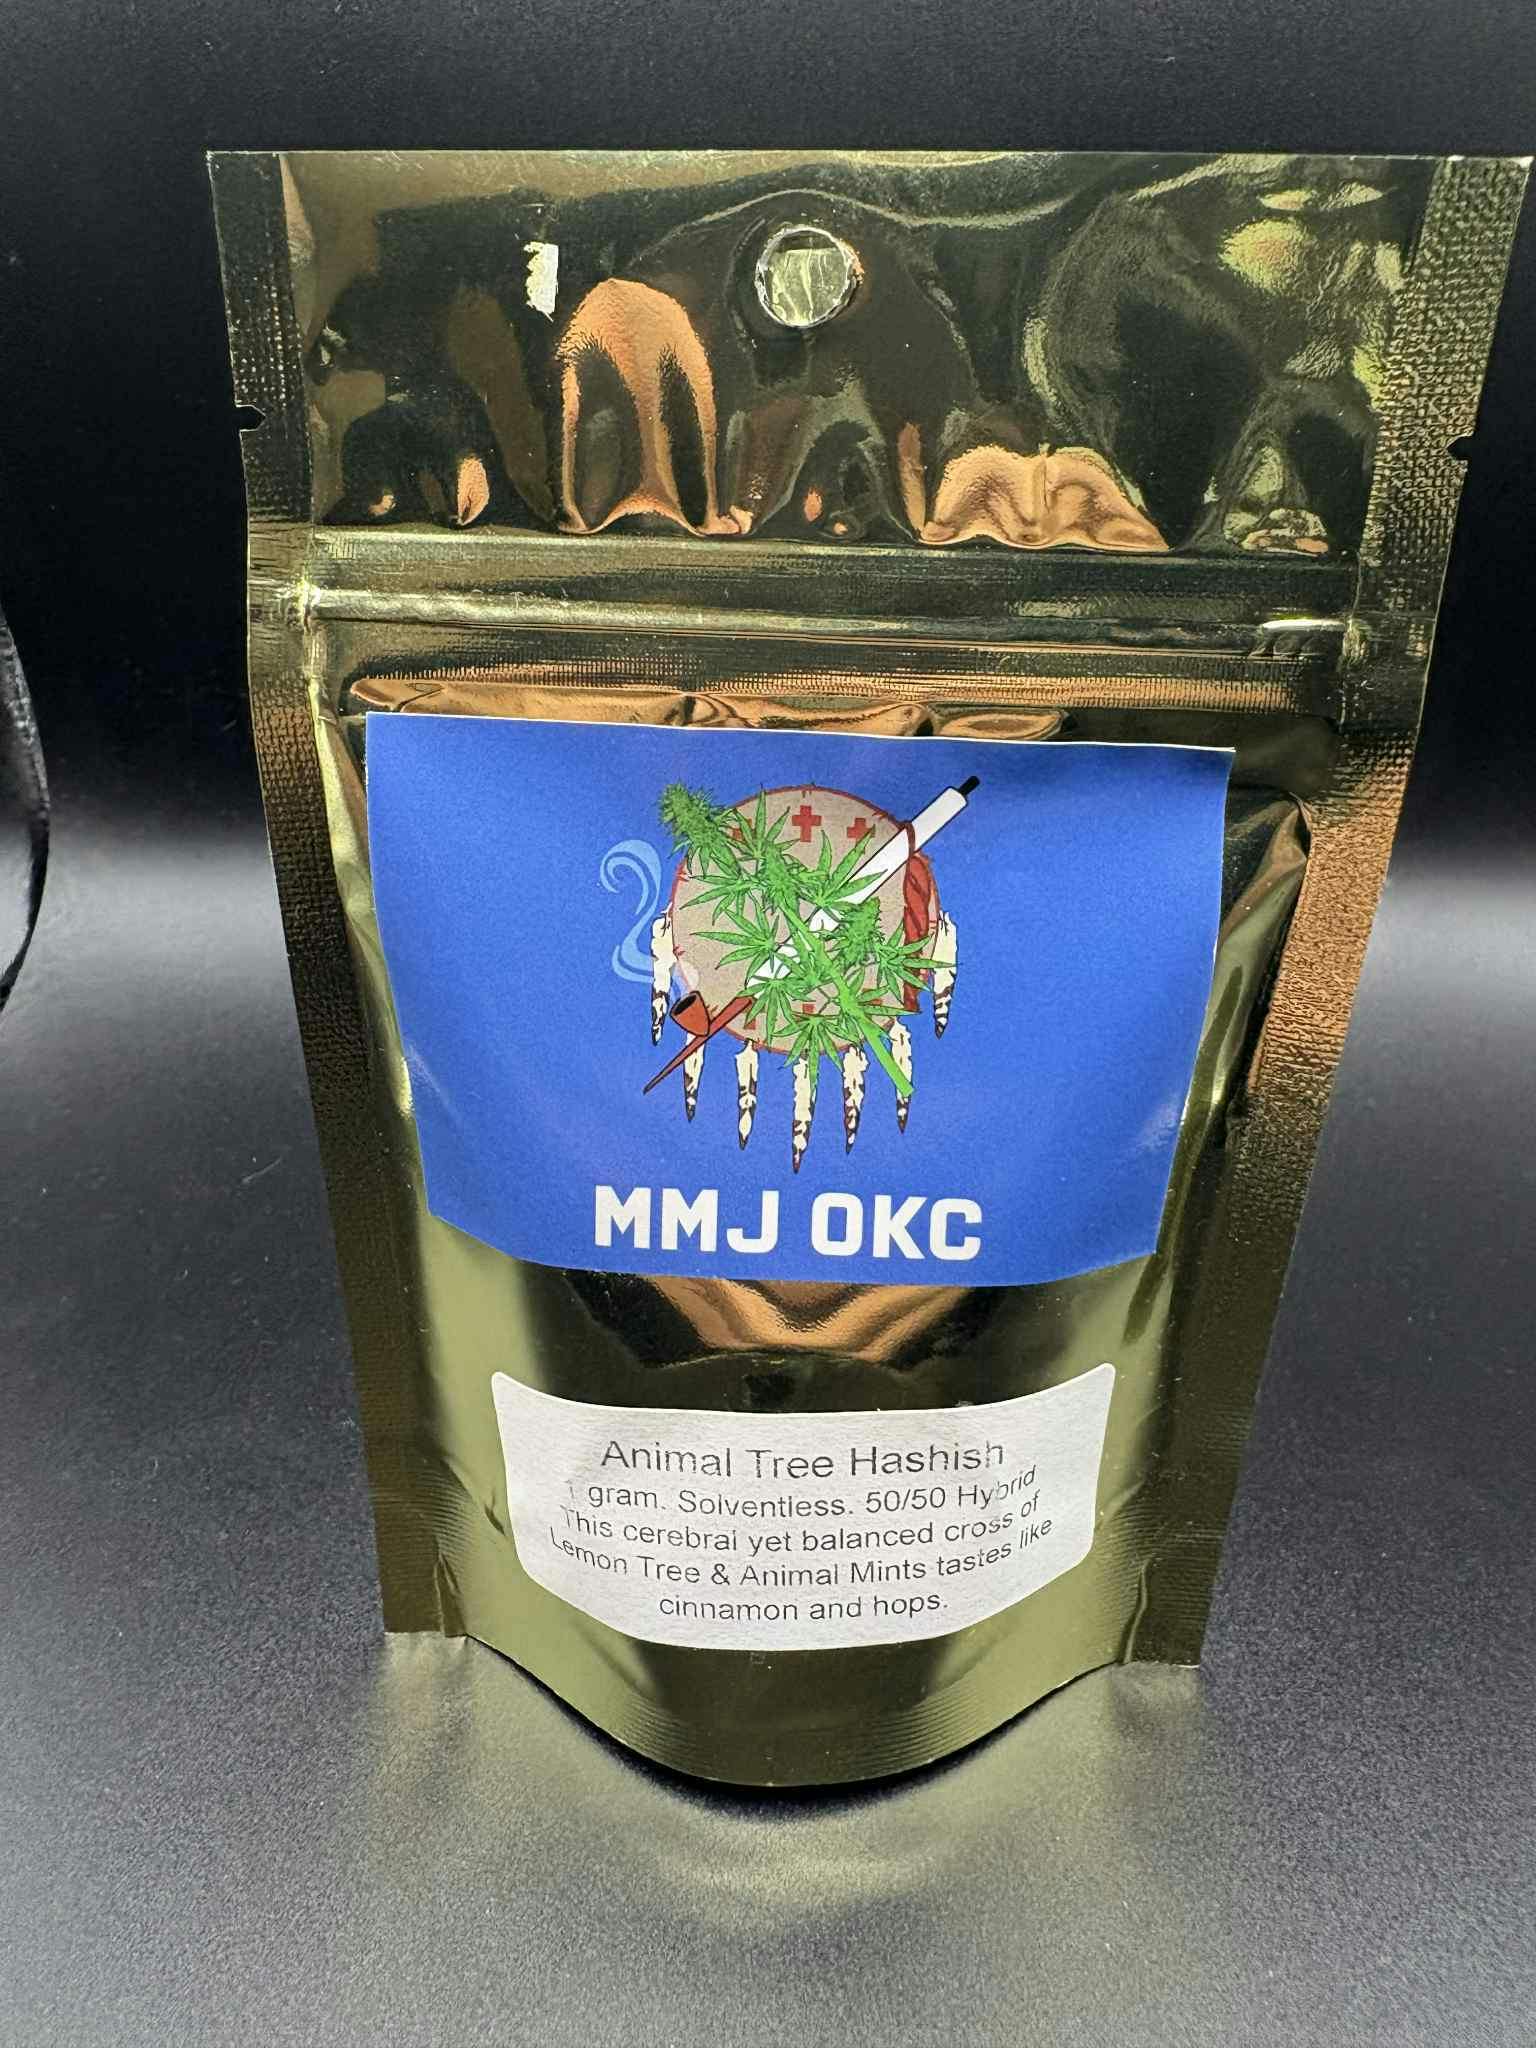 MMJ OKC
Animal Tree Hashish
1 gram. Solventless. 50/50 Hybrid
This cerebral yet balanced cross of
Lemon Tree & Animal Mints tastes like
cinnamon and hops.